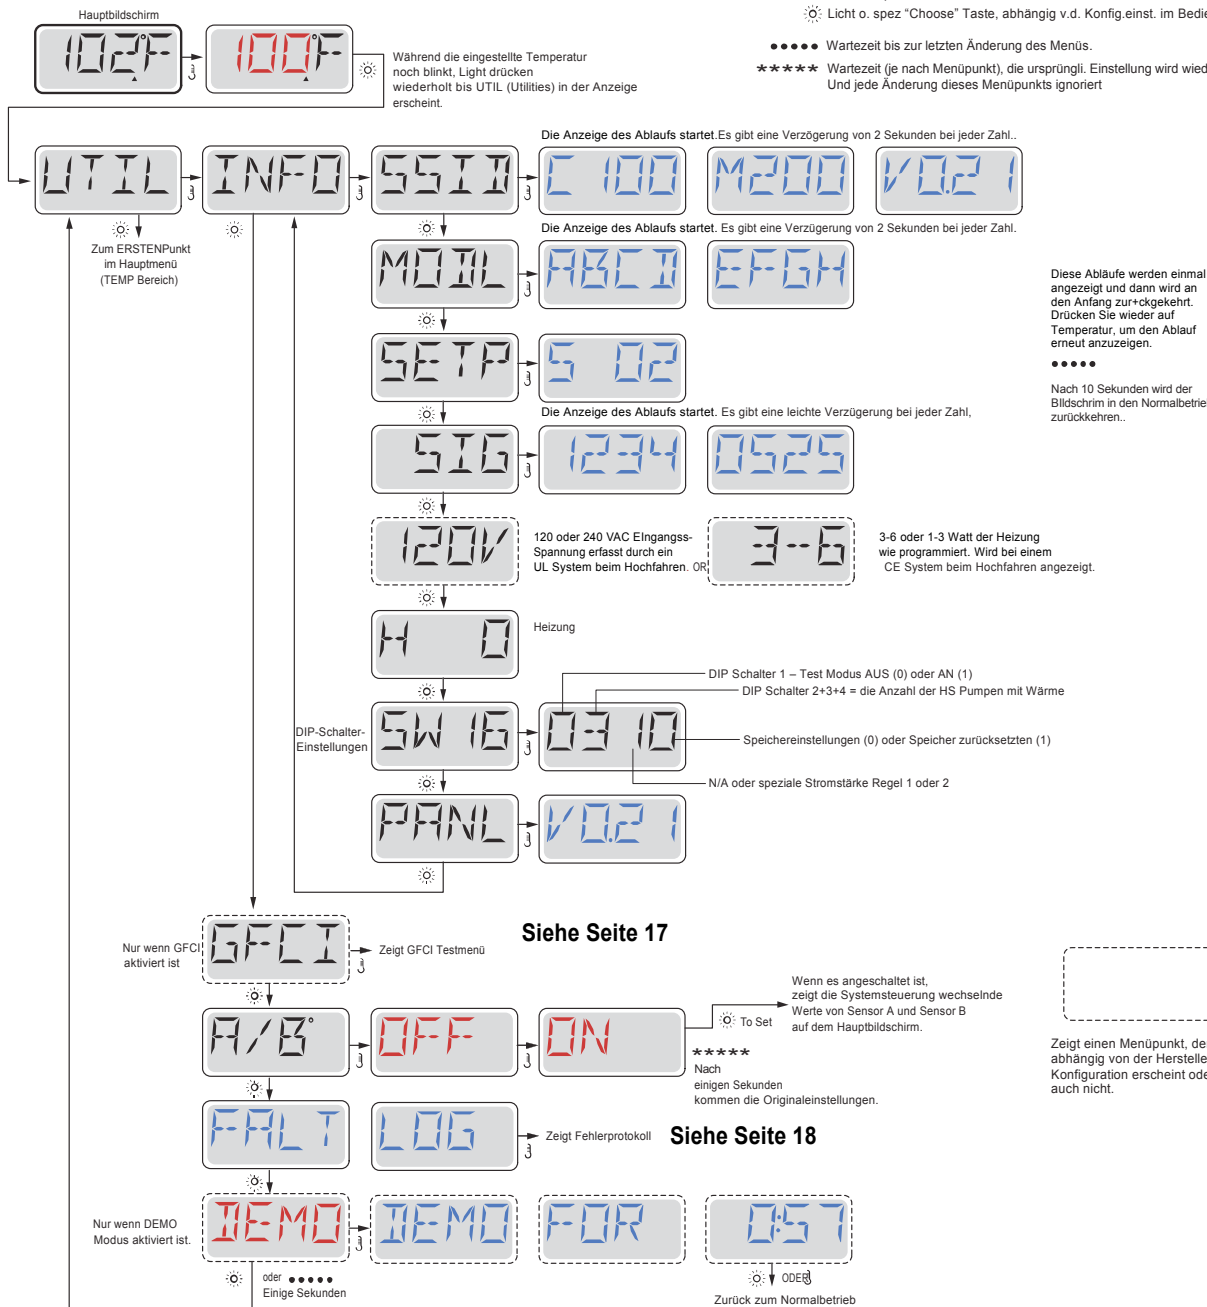 Hauptbildschirm
102°F
100°F
Während die eingestellte Temperatur
noch blinkt, Light drücken
wiederholt bis UTIL (Utilities) in der Anzeige
erscheint.
Licht o. spez “Choose” Taste, abhängig v.d. Konfig.einst. im Bedie
••••• Wartezeit bis zur letzten Änderung des Menüs.
***** Wartezeit (je nach Menüpunkt), die ursprüngli. Einstellung wird wied
Und jede Änderung dieses Menüpunkts ignoriert
Die Anzeige des Ablaufs startet.Es gibt eine Verzögerung von 2 Sekunden bei jeder Zahl..
UTIL
INFO
SSID
C 100
M200
V 0.21
Zum ERSTENPunkt
im Hauptmenü
(TEMP Bereich)
Die Anzeige des Ablaufs startet. Es gibt eine Verzügerung von 2 Sekunden bei jeder Zahl.
MODL
ABCD
EFGH
Diese Abläufe werden einmal
angezeigt und dann wird an
den Anfang zur+ckgekehrt.
Drücken Sie wieder auf
Temperatur, um den Ablauf
erneut anzuzeigen.
•••••
Nach 10 Sekunden wird der
BIldschrim in den Normalbetrie
zurückkehren..
SETP
S 02
Die Anzeige des Ablaufs startet. Es gibt eine leichte Verzügerung bei jeder Zahl,
SIG
1234
0525
120V
120 oder 240 VAC EIngangss-
Spannung erfasst durch ein
UL System beim Hochfahren. OR
3-6
3-6 oder 1-3 Watt der Heizung
wie programmiert. Wird bei einem
CE System beim Hochfahren angezeigt.
H 0
Heizung
DIP Schalter 1 – Test Modus AUS (0) oder AN (1)
DIP Schalter 2+3+4 = die Anzahl der HS Pumpen mit Wärme
DIP-Schalter-
Einstellungen
SW 16
03 10
Speichereinstellungen (0) oder Speicher zurücksetzten (1)
N/A oder speziale Stromstärke Regel 1 oder 2
PANL
V 0.21
Siehe Seite 17
Nur wenn GFCI
aktiviert ist
GFCI
Zeigt GFCI Testmenü
A/B°
OFF
ON
To Set
Wenn es angeschaltet ist,
zeigt die Systemsteuerung wechselnde
Werte von Sensor A und Sensor B
auf dem Hauptbildschirm.
*****
Nach
einigen Sekunden
kommen die Originaleinstellungen.
Zeigt einen Menüpunkt, de
abhängig von der Herstelle
Konfiguration erscheint ode
auch nicht.
FALT
LOG
Zeigt Fehlerprotokoll
Siehe Seite 18
Nur wenn DEMO
Modus aktiviert ist.
DEMO
DEMO
FOR
0:57
oder •••••
Einige Sekunden
ODER
Zurück zum Normalbetrieb